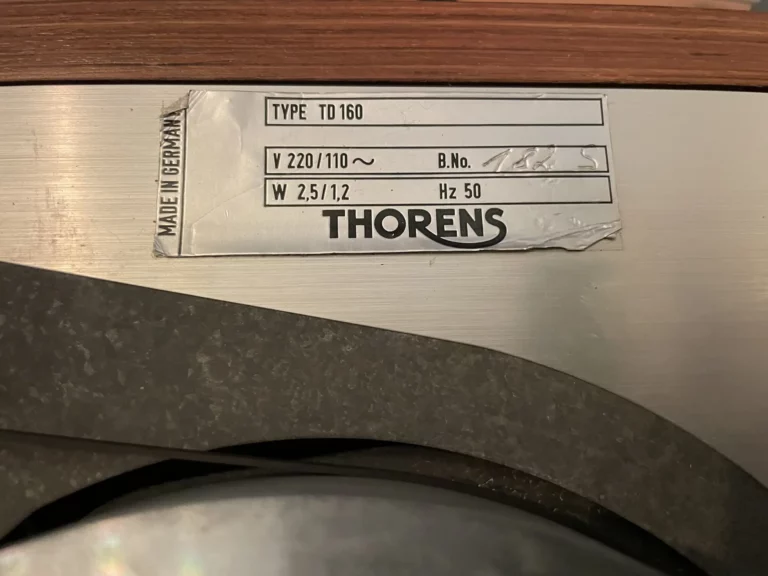 MADE IN GERMANY
TYPE TD 160
V 220/110 ~ B.No.
W 2,5/1,2 Hz 50
THORENS